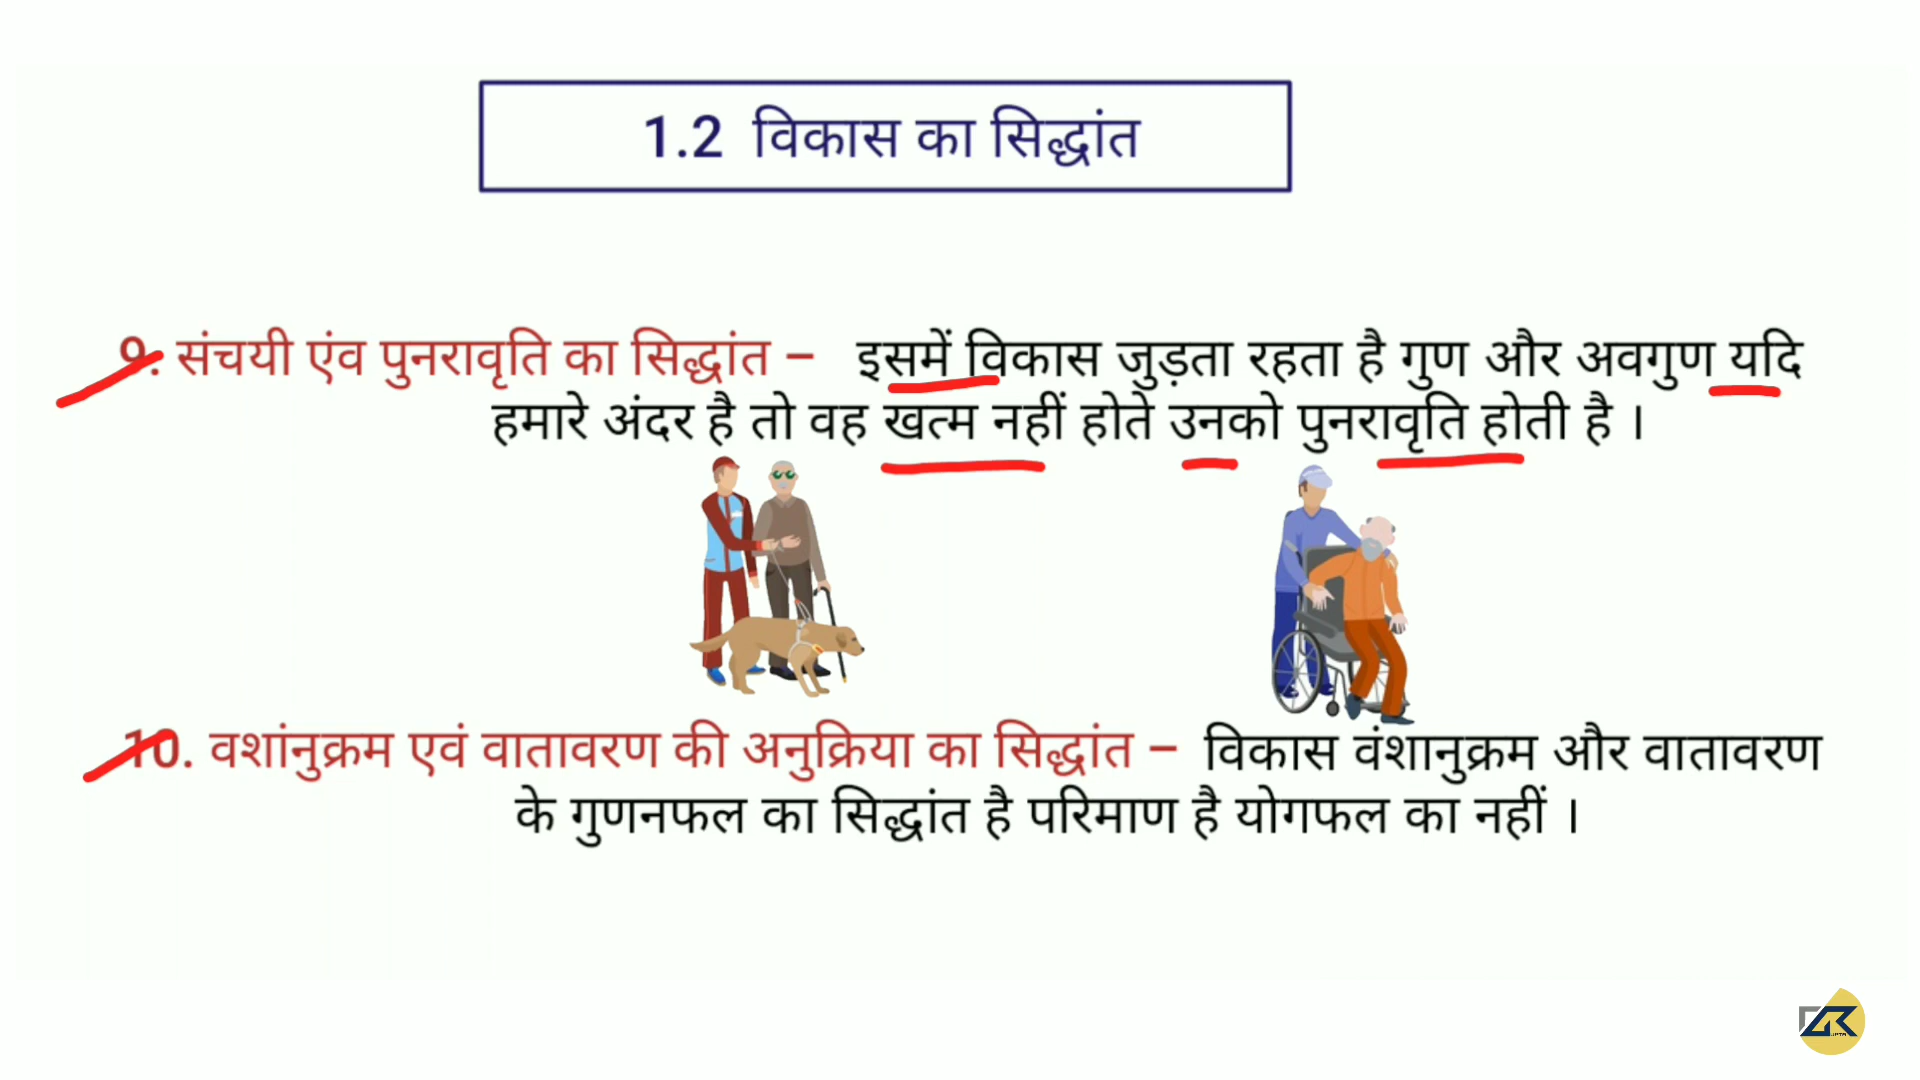 1.2 विकास का सिद्धांत
9. संचयी एंव पुनरावृति का सिद्धांत – इसमें विकास जुड़ता रहता है गुण और अवगुण यदि
हमारे अंदर है तो वह खत्म नहीं होते उनको पुनरावृति होती है ।
10. वशांनुक्रम एवं वातावरण की अनुक्रिया का सिद्धांत – विकास वंशानुक्रम और वातावरण
के गुणनफल का सिद्धांत है परिमाण है योगफल का नहीं ।